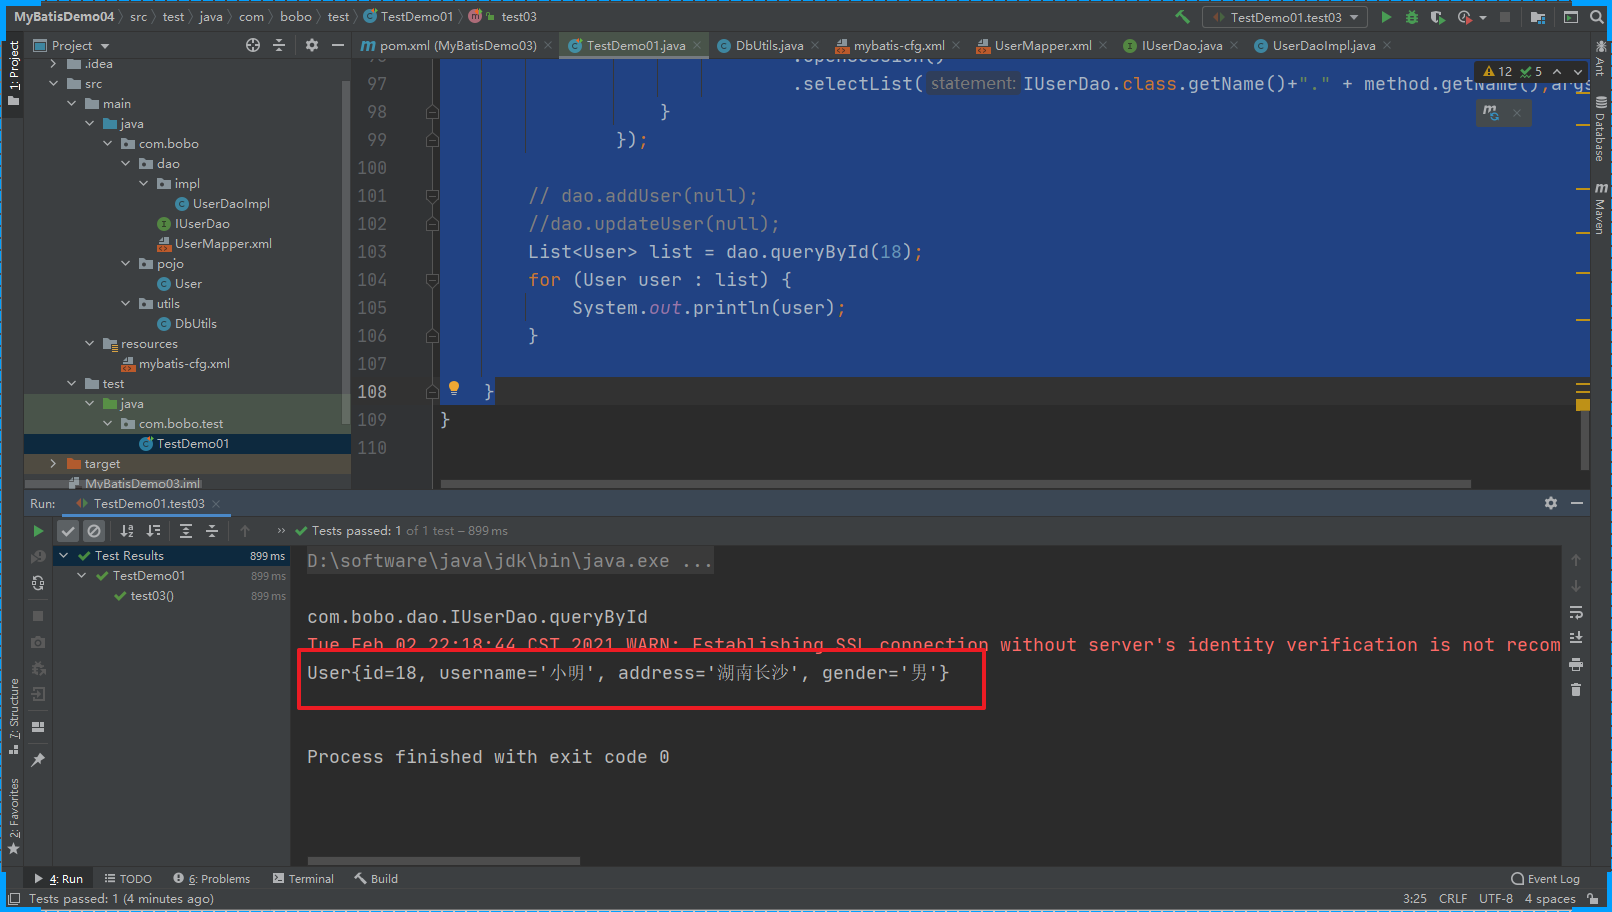 MyBatisDemo04 src test java com bobo test TestDemo01 test03
TestDemo01.test03
1: Project
Project
pom.xml (MyBatisDemo03)
TestDemo01.java
DbUtils.java
mybatis-cfg.xml
UserMapper.xml
IUserDao.java
UserDaoImpl.java
.idea
src
main
java
com.bobo
dao
impl
UserDaoImpl
IUserDao
UserMapper.xml
pojo
User
utils
DbUtils
resources
mybatis-cfg.xml
test
java
com.bobo.test
TestDemo01
target
MyBatisDemo03.iml
12 5
.openSession()
97 .selectList( statement: IUserDao.class.getName()+"." + method.getName(),args
98 }
99 });
100
101 // dao.addUser(null);
102 //dao.updateUser(null);
103 List<User> list = dao.queryById(18);
104 for (User user : list) {
105 System.out.println(user);
106 }
107
108 }
109 }
110
Ant
Database
Maven
Run: TestDemo01.test03
Tests passed: 1 of 1 test – 899 ms
Test Results 899 ms
TestDemo01 899 ms
test03() 899 ms
D:\software\java\jdk\bin\java.exe ...
com.bobo.dao.IUserDao.queryById
Tue Feb 02 22:18:44 CST 2021 WARN: Establishing SSL connection without server's identity verification is not recom
User{id=18, username='小明', address='湖南长沙', gender='男'}
Process finished with exit code 0
7: Structure
2: Favorites
4: Run
TODO
6: Problems
Terminal
Build
Event Log
Tests passed: 1 (4 minutes ago)
3:25 CRLF UTF-8 4 spaces